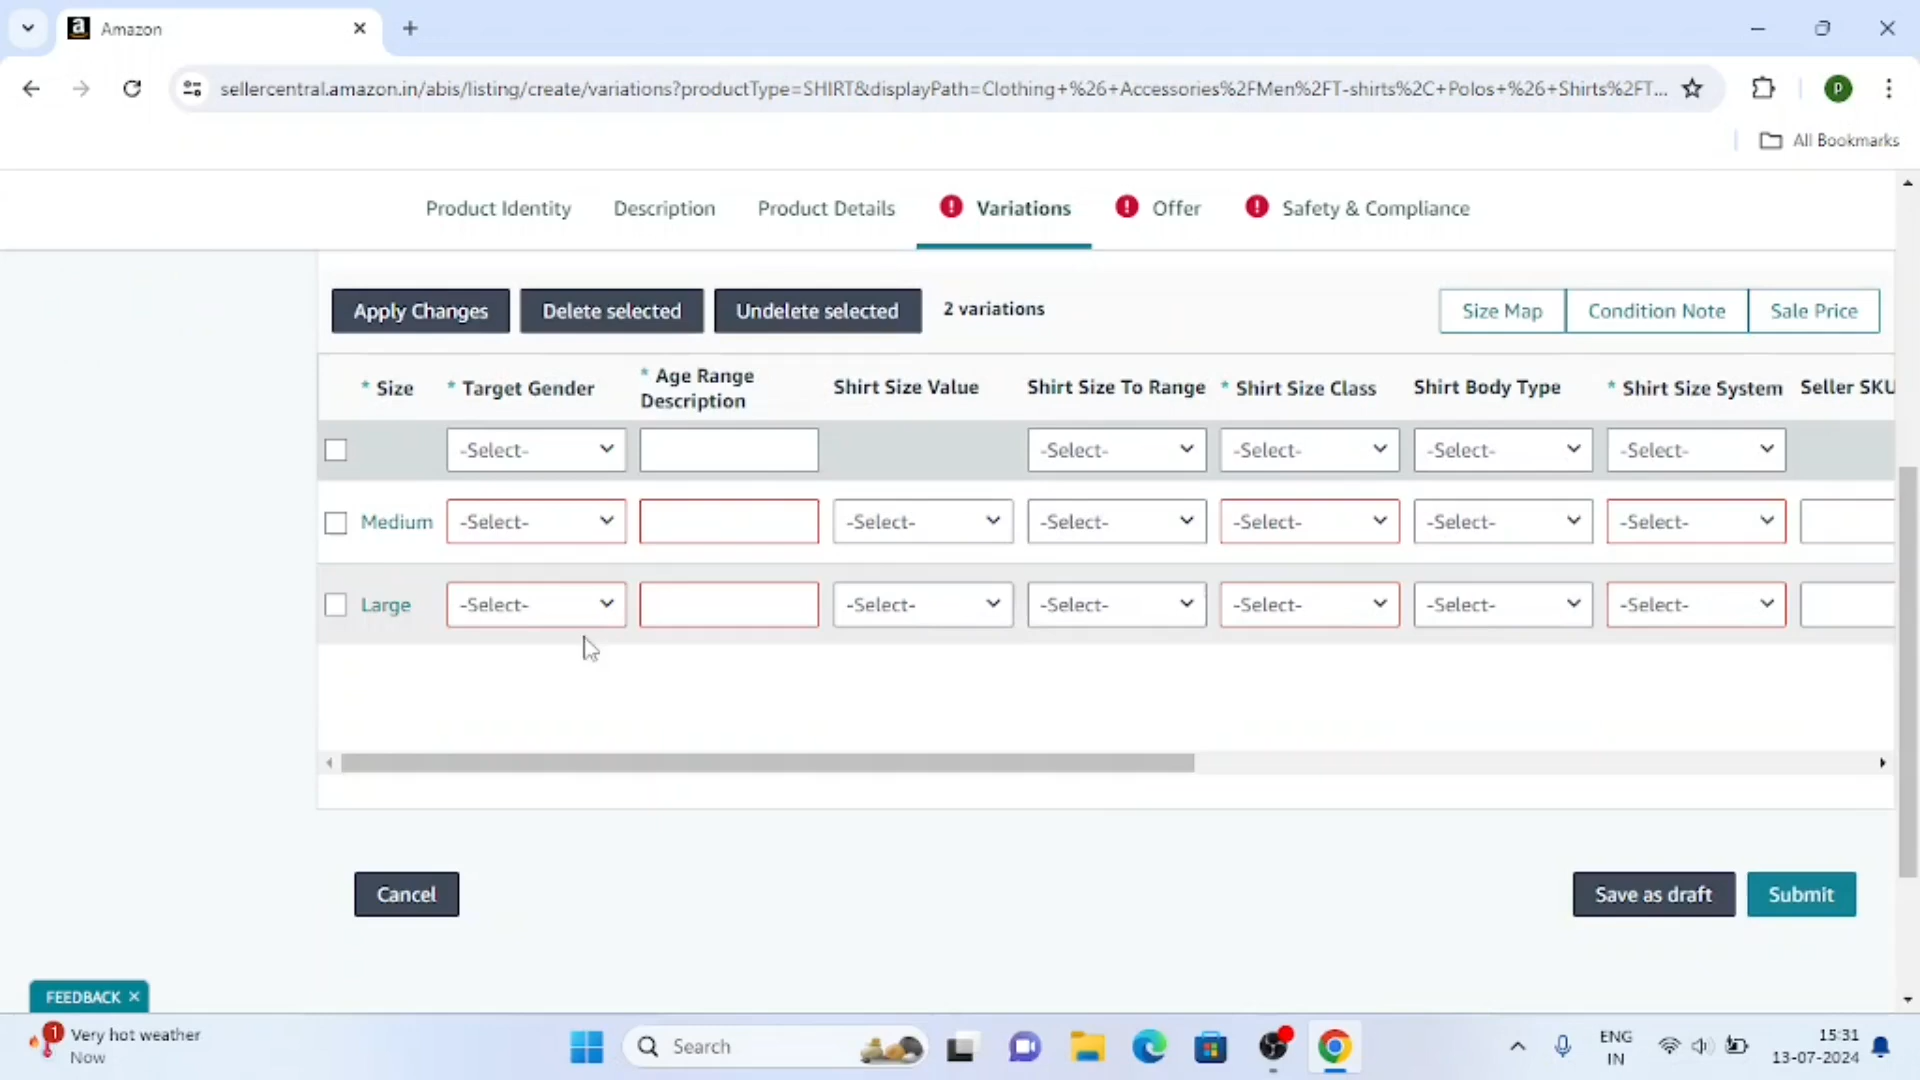 Amazon
sellercentral.amazon.in/abis/listing/create/variations?productType=SHIRT&displayPath=Clothing+%26+Accessories%2FMen%2FT-shirts%2C+Polos+%26+Shirts%2FT...
P
All Bookmarks
Product Identity Description Product Details ! Variations ! Offer ! Safety & Compliance
Apply Changes Delete selected Undelete selected 2 variations Size Map Condition Note Sale Price
* Size * Target Gender * Age Range Description Shirt Size Value Shirt Size To Range * Shirt Size Class Shirt Body Type * Shirt Size System Seller SKU
-Select- -Select- -Select- -Select- -Select-
Medium -Select- -Select- -Select- -Select- -Select- -Select-
Large -Select- -Select- -Select- -Select- -Select- -Select-
Cancel Save as draft Submit
FEEDBACK ×
1 Very hot weather
Now
Search
ENG
IN
15:31
13-07-2024